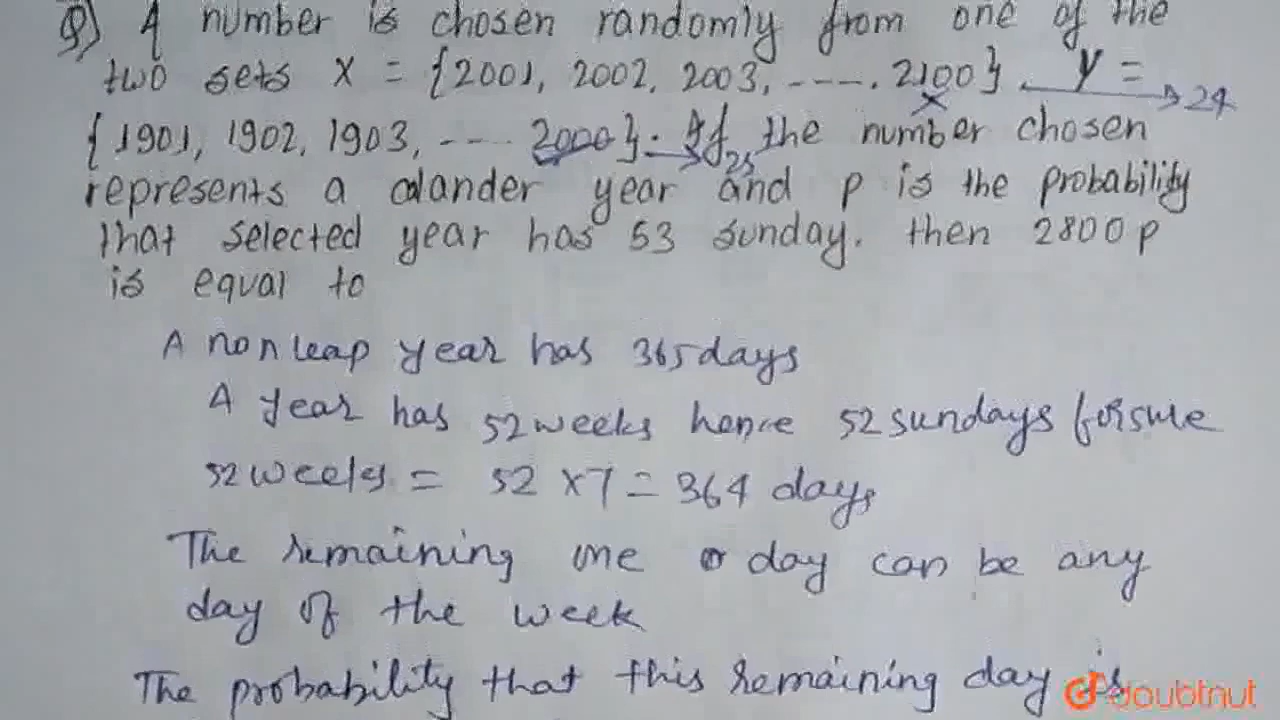 Q) A number is chosen randomly from one of the
two sets X = {2001, 2002, 2003, ----. 2100} Y =
x → 24
{1901, 1902, 1903, ---- 2000}. If the number chosen
→ 25
represents a calander year and p is the probability
that selected year has 53 sunday. then 2800 p
is equal to
A nonleap year has 365 days
A year has 52 weeks hence 52 sundays for sure
52 weeks = 52 x 7 = 364 days
The remaining one day can be any
day of the week
The probability that this remaining day is
doubtnut